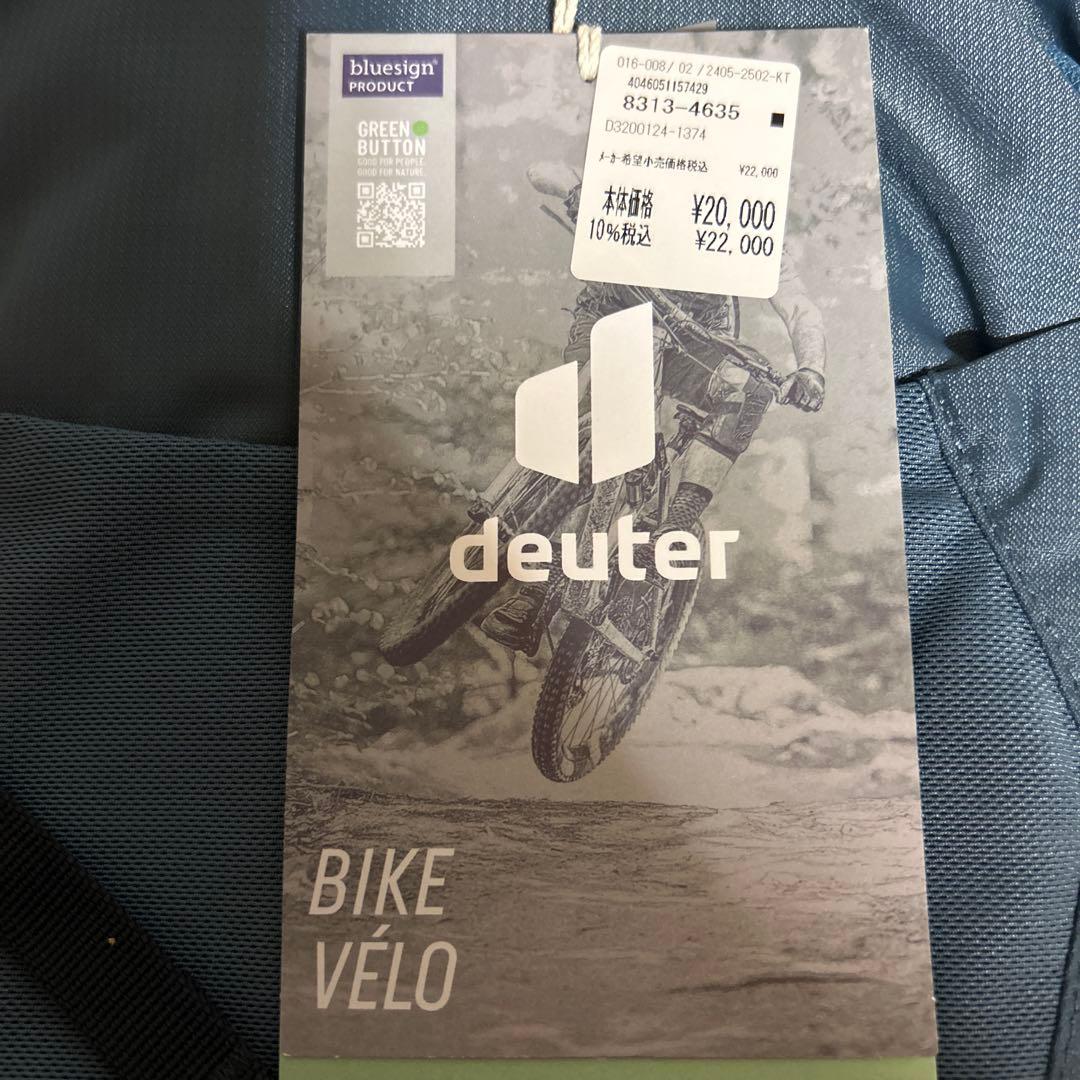 bluesign®
PRODUCT
GREEN
BUTTON
GOOD FOR PEOPLE.
GOOD FOR NATURE.
016-008/ 02 /2405-2502-KT
4046051157429
8313-4635
D3200124-1374
メーカー希望小売価格税込 ¥22,000
本体価格 ¥20,000
10%税込 ¥22,000
deuter
BIKE
VÉLO